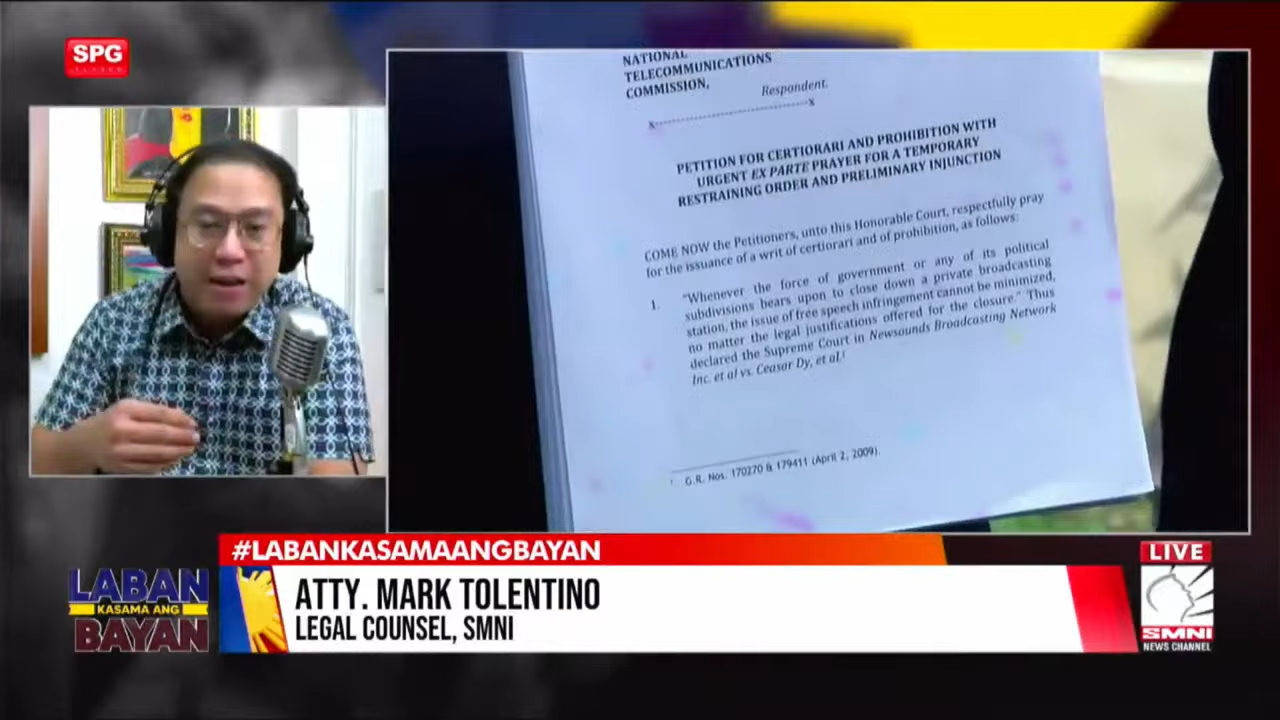 SPG
NATIONAL
TELECOMMUNICATIONS
COMMISSION,
Respondent.
x------------------------------x
PETITION FOR CERTIORARI AND PROHIBITION WITH
URGENT EX PARTE PRAYER FOR A TEMPORARY
RESTRAINING ORDER AND PRELIMINARY INJUNCTION
COME NOW the Petitioners, unto this Honorable Court, respectfully pray
for the issuance of a writ of certiorari and of prohibition, as follows:
1. "Whenever the force of government or any of its political
subdivisions bears upon to close down a private broadcasting
station, the issue of free speech infringement cannot be minimized,
no matter the legal justifications offered for the closure." Thus
declared the Supreme Court in Newsounds Broadcasting Network
Inc. et al vs. Ceasar Dy, et al.¹
¹ G.R. Nos. 170270 & 179411 (April 2, 2009).
#LABANKASAMAANGBAYAN
ATTY. MARK TOLENTINO
LEGAL COUNSEL, SMNI
LABAN
KASAMA ANG
BAYAN
LIVE
SMNI
NEWS CHANNEL